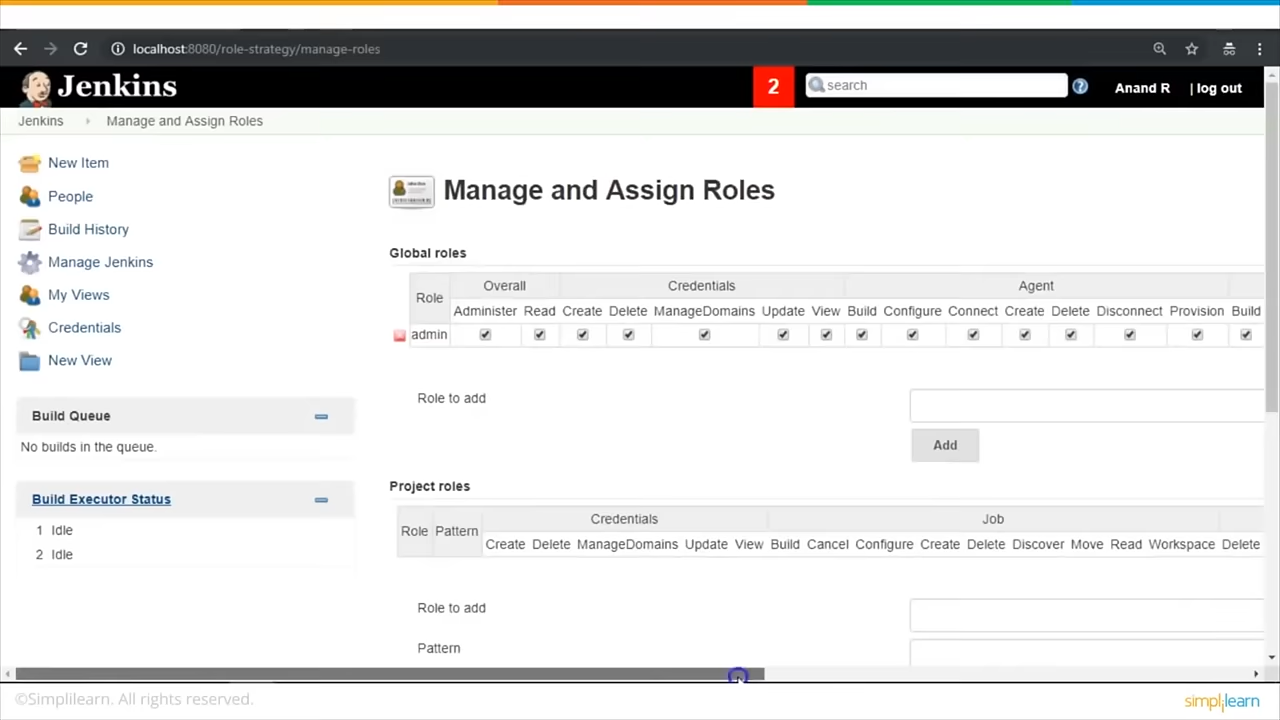 localhost:8080/role-strategy/manage-roles
Jenkins
2
search
Anand R
| log out
Jenkins
Manage and Assign Roles
New Item
People
Build History
Manage Jenkins
My Views
Credentials
New View
Build Queue
No builds in the queue.
Build Executor Status
1 Idle
2 Idle
Manage and Assign Roles
Global roles
Role
Overall Credentials Agent
Administer Read Create Delete ManageDomains Update View Build Configure Connect Create Delete Disconnect Provision Build
admin
Role to add
Add
Project roles
Role Pattern
Credentials Job
Create Delete ManageDomains Update View Build Cancel Configure Create Delete Discover Move Read Workspace Delete
Role to add
Pattern
©Simplilearn. All rights reserved.
simplilearn